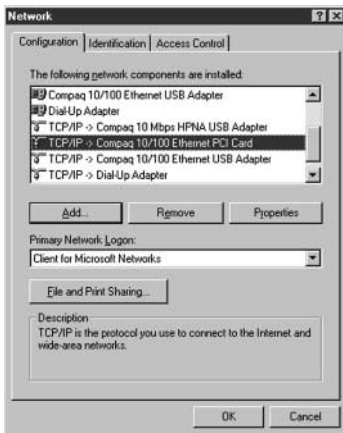 Network
Configuration Identification Access Control
The following network components are installed:
Compaq 10/100 Ethernet USB Adapter
Dial-Up Adapter
TCP/IP -> Compaq 10 Mbps HPNA USB Adapter
TCP/IP -> Compaq 10/100 Ethernet PCI Card
TCP/IP -> Compaq 10/100 Ethernet USB Adapter
TCP/IP -> Dial-Up Adapter
Add... Remove Properties
Primary Network Logon:
Client for Microsoft Networks
File and Print Sharing...
Description
TCP/IP is the protocol you use to connect to the Internet and
wide-area networks.
OK Cancel